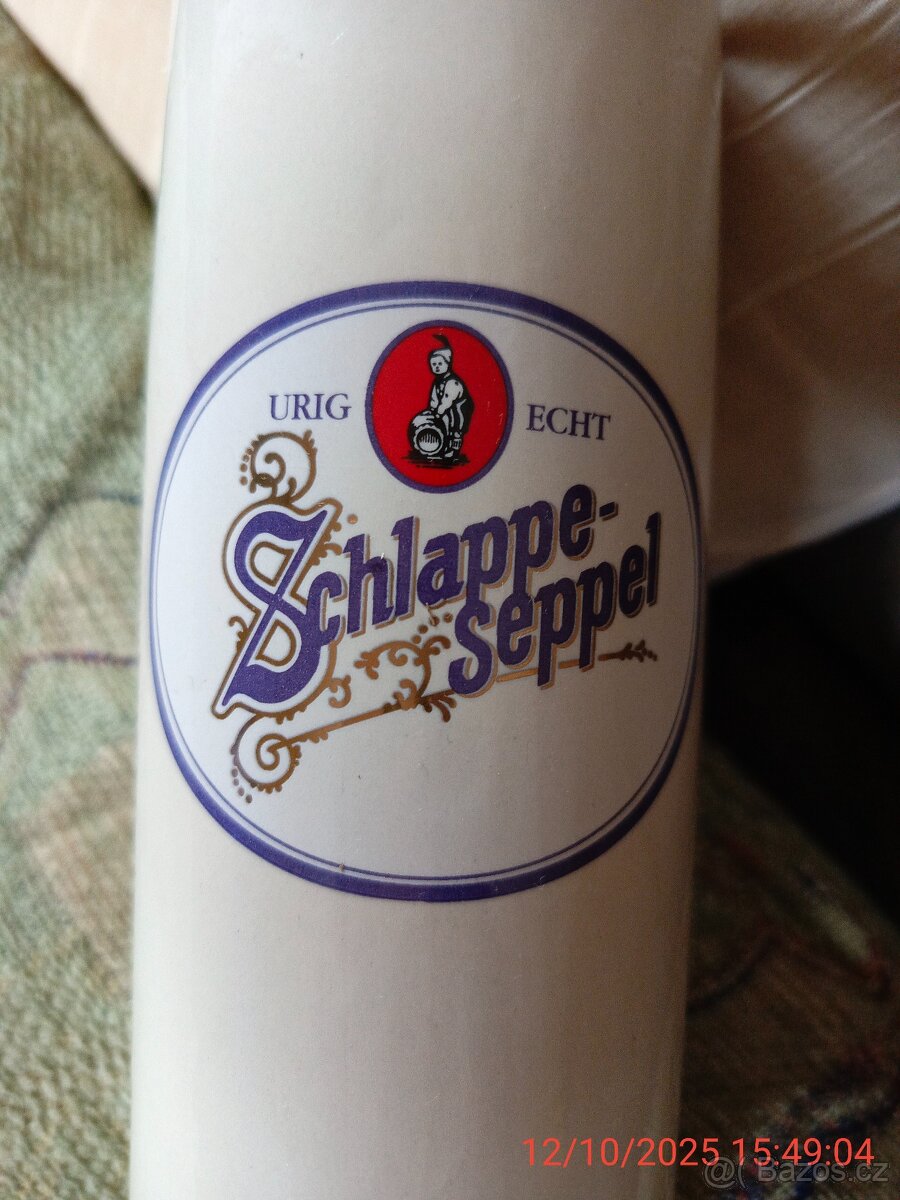 URIG ECHT
Schlappe-
Seppel
12/10/2025 15:49:04
@( Bazos.cz